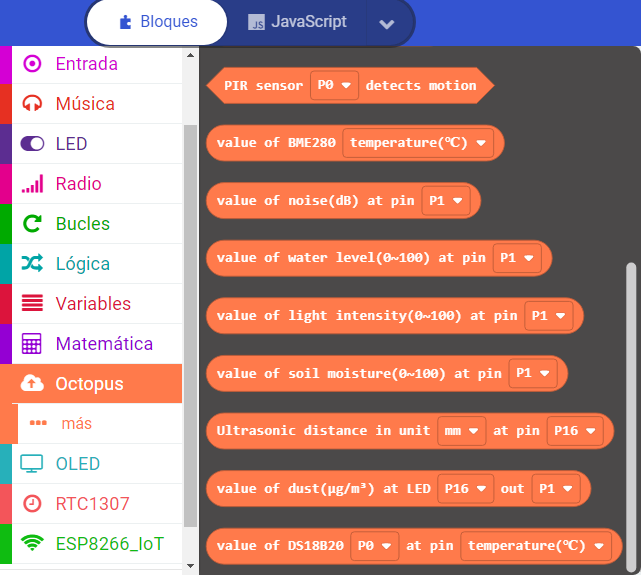 Bloques
JS JavaScript
Entrada
Música
LED
Radio
Bucles
Lógica
Variables
Matemática
Octopus
más
OLED
RTC1307
ESP8266_IoT
PIR sensor P0 detects motion
value of BME280 temperature(℃)
value of noise(dB) at pin P1
value of water level(0~100) at pin P1
value of light intensity(0~100) at pin P1
value of soil moisture(0~100) at pin P1
Ultrasonic distance in unit mm at pin P16
value of dust(μg/m³) at LED P16 out P1
value of DS18B20 P0 at pin temperature(℃)